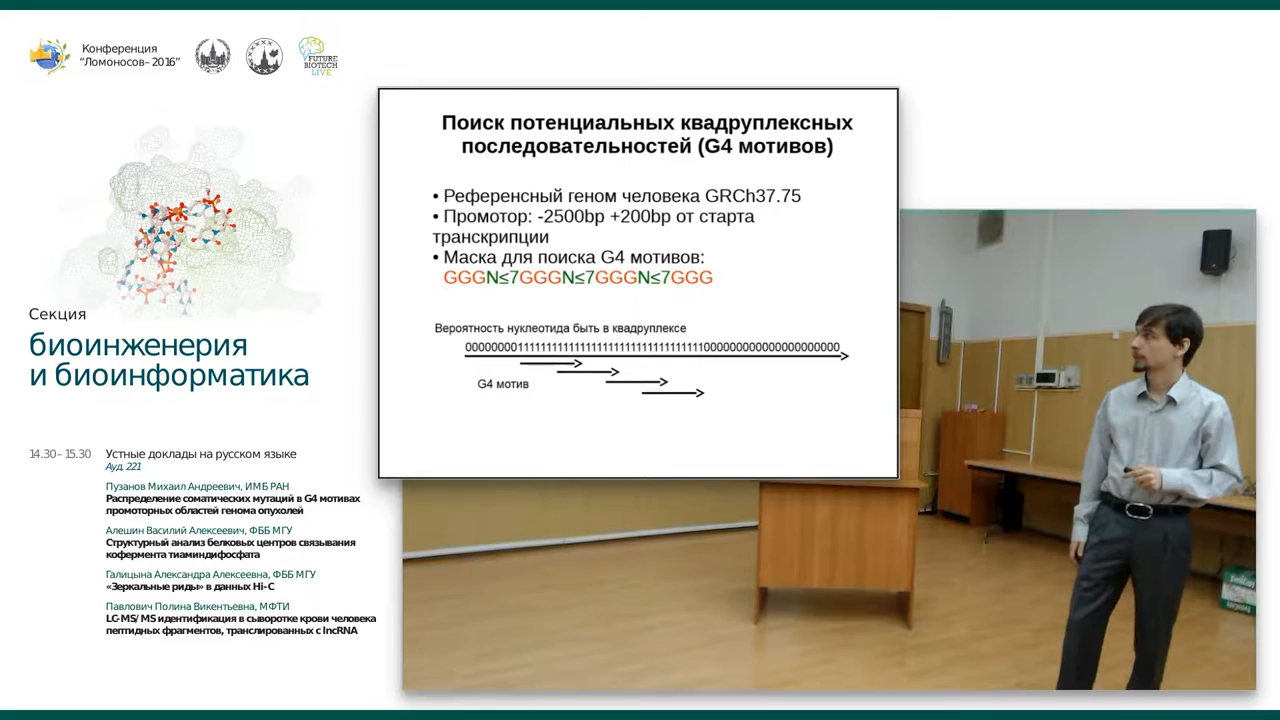 Конференция
“Ломоносов– 2016”
FUTURE
BIOTECH
LIVE
Секция
биоинженерия
и биоинформатика
14.30– 15.30 Устные доклады на русском языке
Ауд. 221
Пузанов Михаил Андреевич, ИМБ РАН
Распределение соматических мутаций в G4 мотивах
промоторных областей генома опухолей
Алешин Василий Алексеевич, ФББ МГУ
Структурный анализ белковых центров связывания
кофермента тиаминдифосфата
Галицына Александра Алексеевна, ФББ МГУ
«Зеркальные риды» в данных Hi-C
Павлович Полина Викентьевна, МФТИ
LC-MS/ MS идентификация в сыворотке крови человека
пептидных фрагментов, транслированных с lncRNA
Поиск потенциальных квадруплексных
последовательностей (G4 мотивов)
• Референсный геном человека GRCh37.75
• Промотор: -2500bp +200bp от старта
транскрипции
• Маска для поиска G4 мотивов:
GGGN≤7GGGN≤7GGGN≤7GGG
Вероятность нуклеотида быть в квадруплексе
G4 мотив